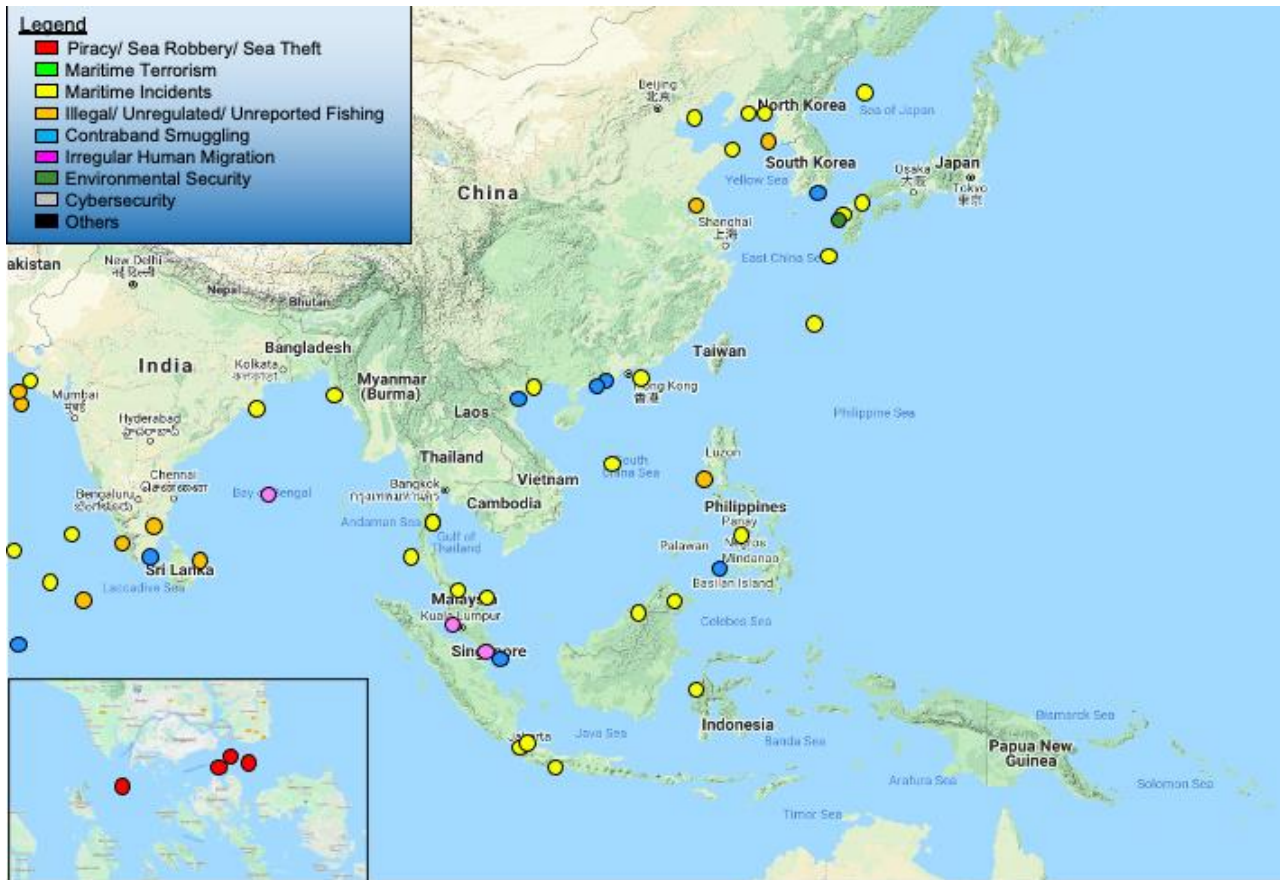 Legend
Piracy/ Sea Robbery/ Sea Theft
Maritime Terrorism
Maritime Incidents
Illegal/ Unregulated/ Unreported Fishing
Contraband Smuggling
Irregular Human Migration
Environmental Security
Cybersecurity
Others
Beijing
北京
North Korea
Sea of Japan
South Korea
Japan
Osaka
大阪
Tokyo
東京
Yellow Sea
China
Shanghai
上海
East China Sea
akistan
New Delhi
Nepal
Bhutan
Bangladesh
Taiwan
India
Kolkata
Myanmar
(Burma)
Hong Kong
香港
Mumbai
Laos
Hyderabad
Philippine Sea
Thailand
South
China Sea
Luzon
Vietnam
Chennai
Bangkok
Bengaluru
Bay of Bengal
Cambodia
Philippines
Andaman Sea
Gulf of
Thailand
Panay
Negros
Palawan
Mindanao
Sri Lanka
Basilan Island
Laccadive Sea
Malaysia
Kuala Lumpur
Celebes Sea
Singapore
Indonesia
Bismarck Sea
Jakarta
Java Sea
Banda Sea
Papua New
Guinea
Arafura Sea
Solomon Sea
Timor Sea